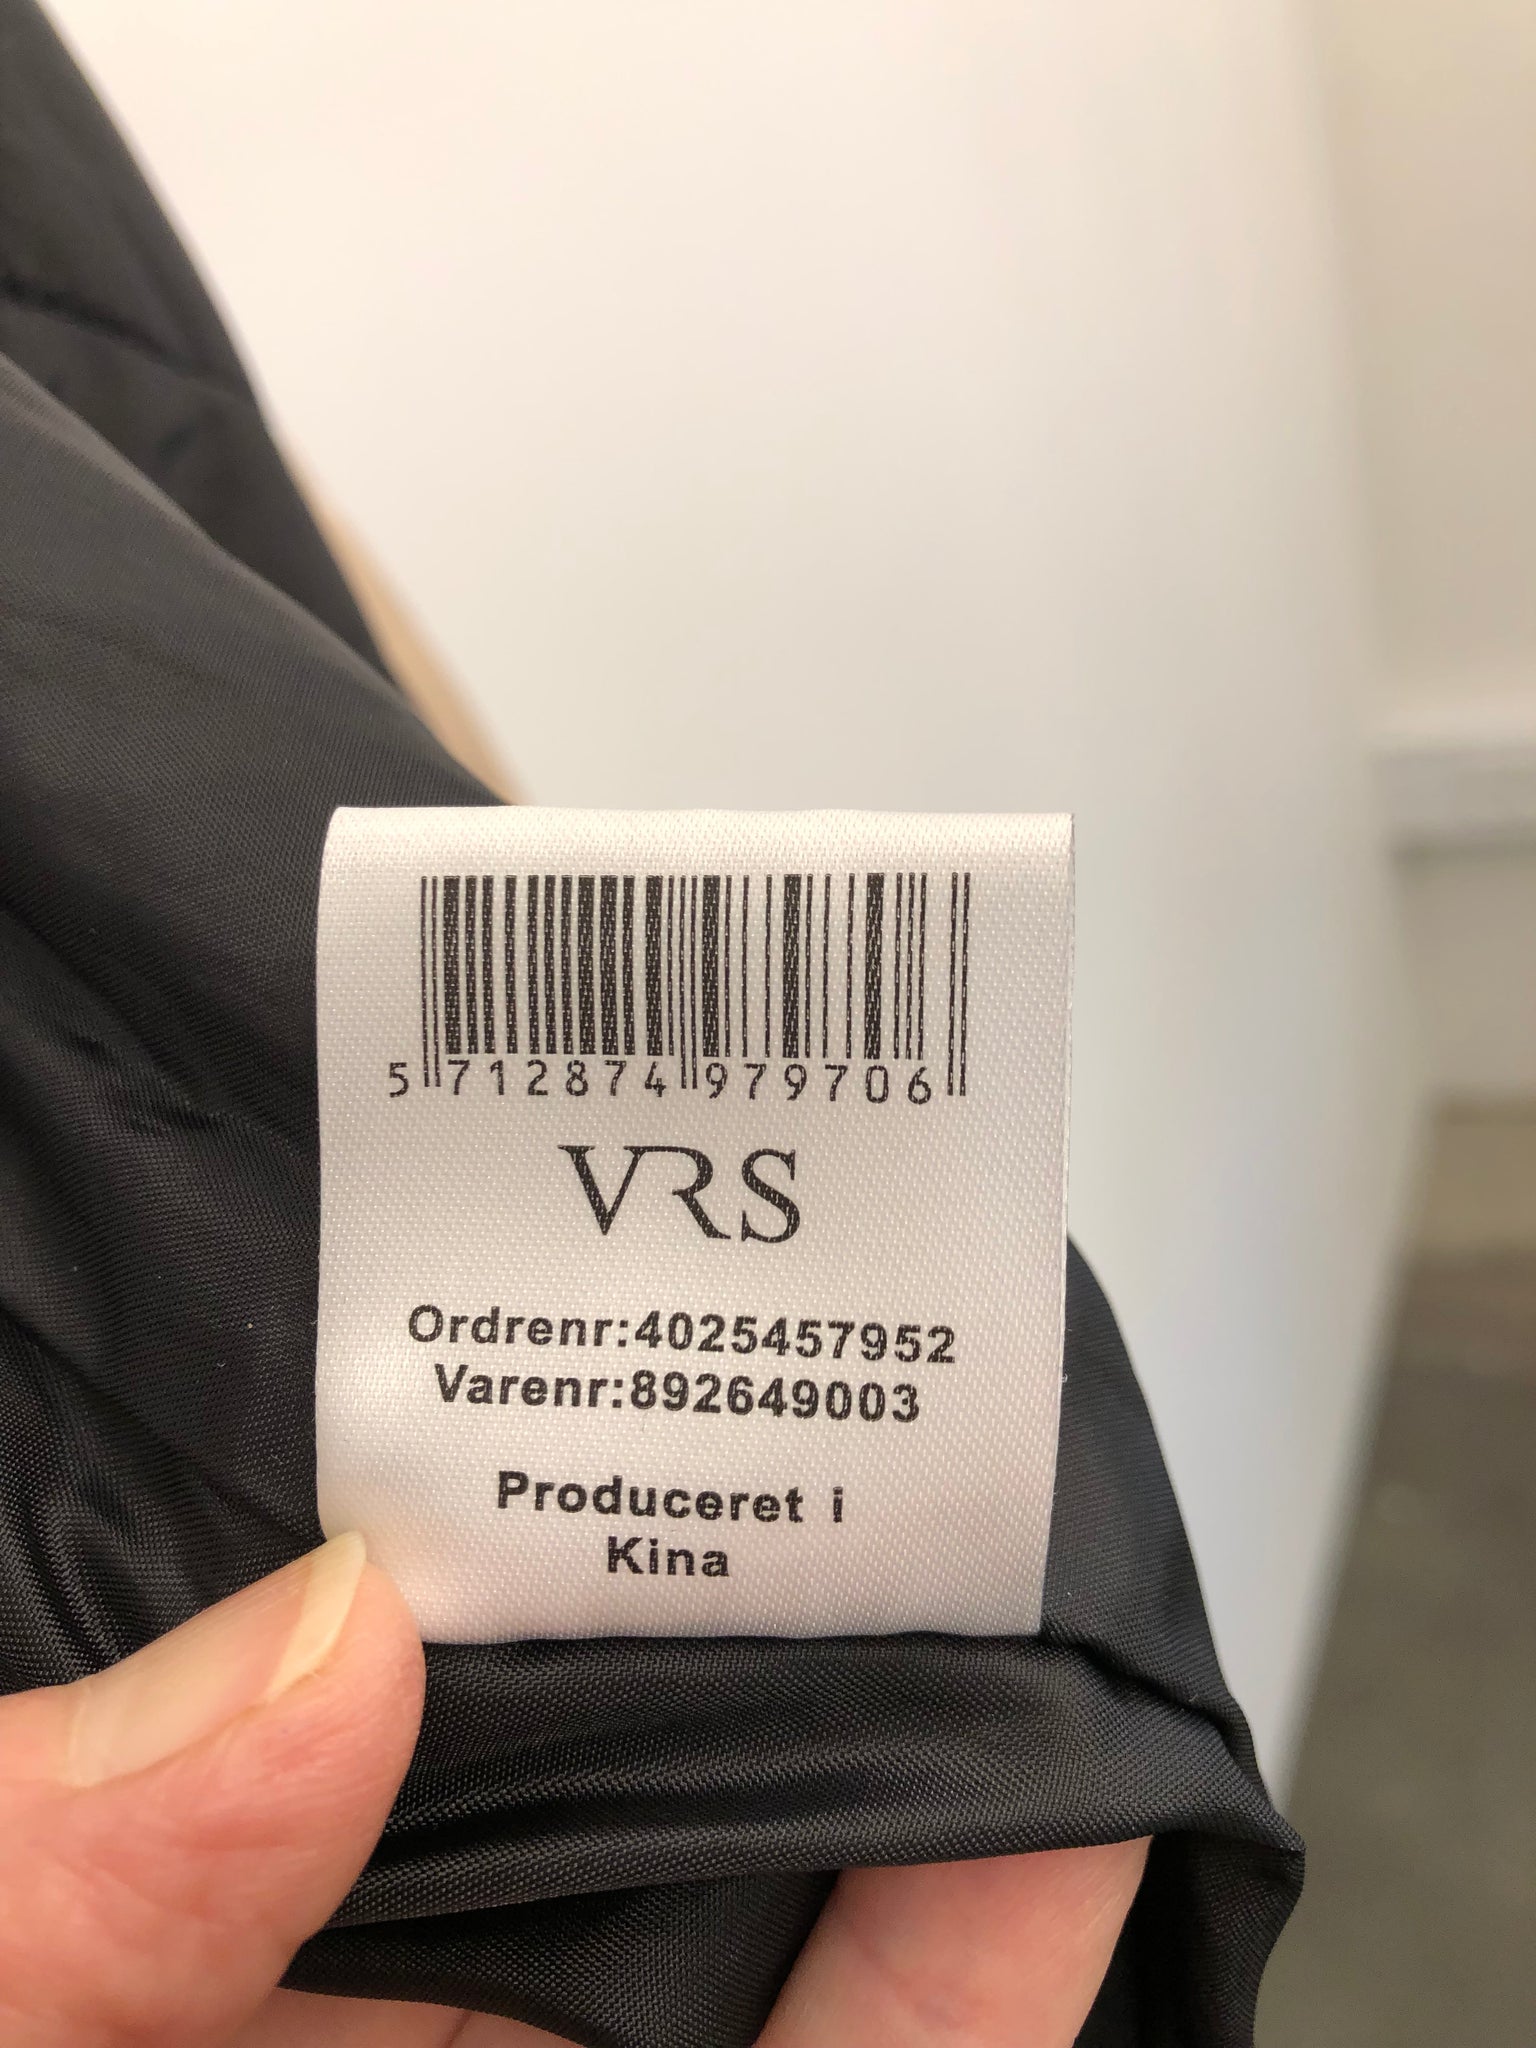 5 712874 979706
VRS
Ordrenr:4025457952
Varenr:892649003
Produceret i
Kina